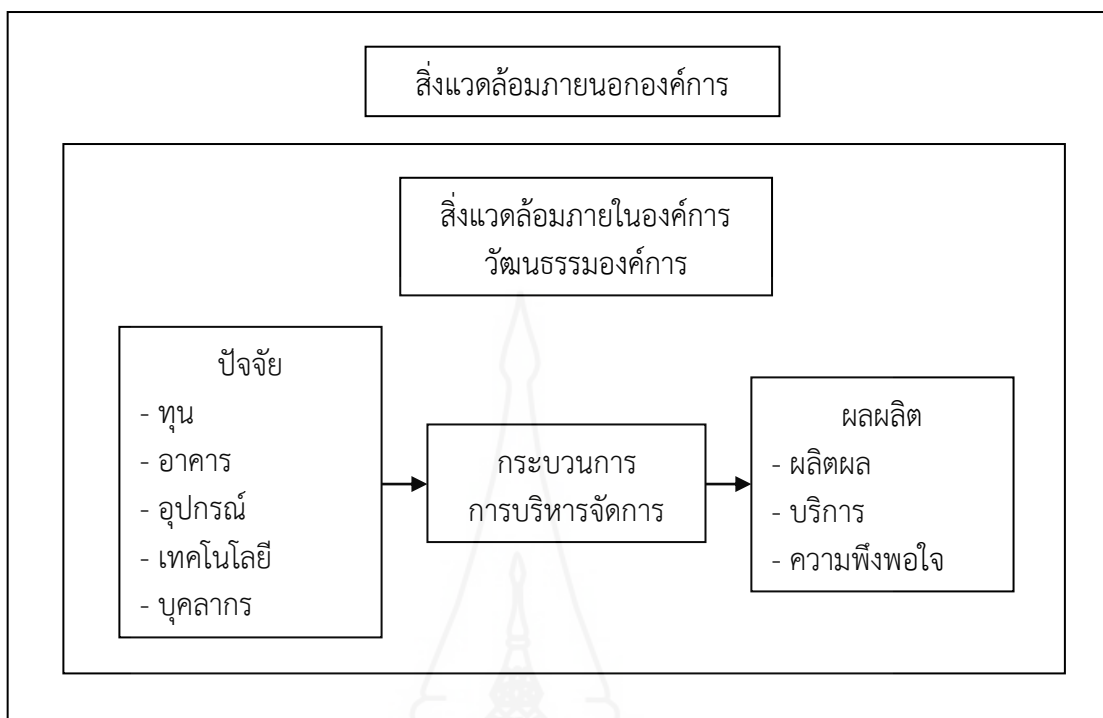 สิ่งแวดล้อมภายนอกองค์การ
สิ่งแวดล้อมภายในองค์การ
วัฒนธรรมองค์การ
ปัจจัย
- ทุน
- อาคาร
- อุปกรณ์
- เทคโนโลยี
- บุคลากร
กระบวนการ
การบริหารจัดการ
ผลผลิต
- ผลิตผล
- บริการ
- ความพึงพอใจ